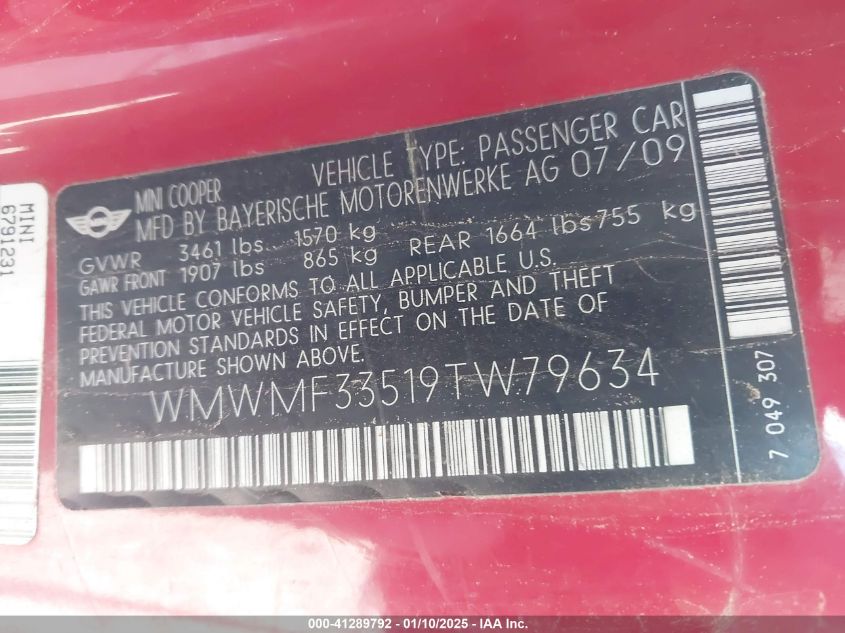 MINI COOPER VEHICLE TYPE: PASSENGER CAR
MFD BY BAYERISCHE MOTORENWERKE AG 07/09
GVWR 3461 lbs 1570 kg
GAWR FRONT 1907 lbs 865 kg REAR 1664 lbs755 kg
THIS VEHICLE CONFORMS TO ALL APPLICABLE U.S.
FEDERAL MOTOR VEHICLE SAFETY, BUMPER AND THEFT
PREVENTION STANDARDS IN EFFECT ON THE DATE OF
MANUFACTURE SHOWN ABOVE.
WMWMF33519TW79634
7 049 307
MINI
6791231
000-41289792 - 01/10/2025 - IAA Inc.